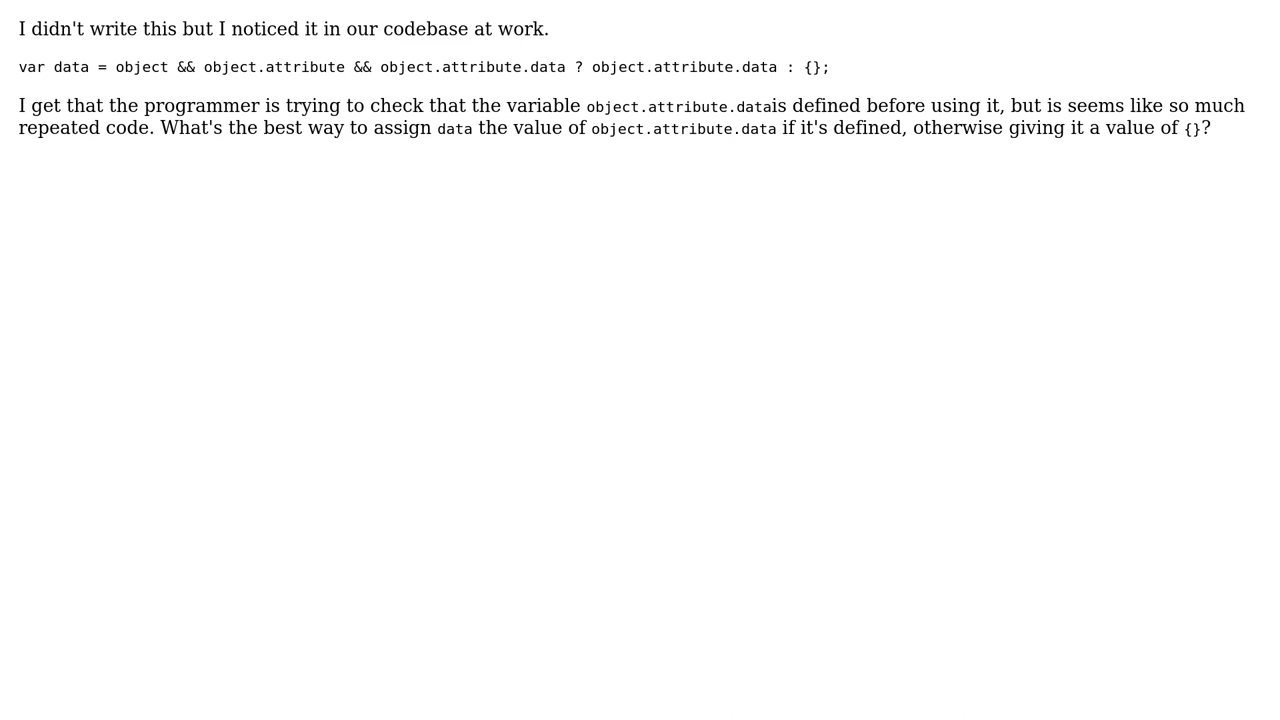 I didn't write this but I noticed it in our codebase at work.
var data = object && object.attribute && object.attribute.data ? object.attribute.data : {};
I get that the programmer is trying to check that the variable object.attribute.datais defined before using it, but is seems like so much
repeated code. What's the best way to assign data the value of object.attribute.data if it's defined, otherwise giving it a value of {}?